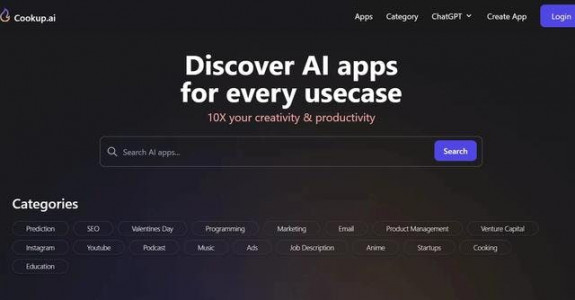 Cookup.ai Apps Category ChatGPT Create App Login
Discover AI apps
for every usecase
10X your creativity & productivity
Search AI apps... Search
Categories
Prediction SEO Valentines Day Programming Marketing Email Product Management Venture Capital
Instagram Youtube Podcast Music Ads Job Description Anime Startups Cooking
Education